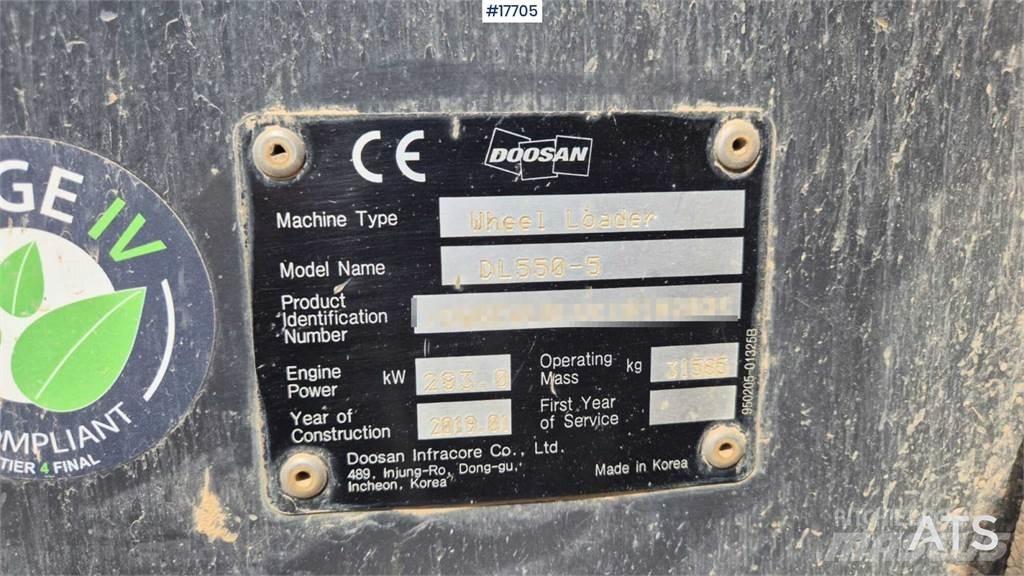 #17705
CE
DOOSAN
Machine Type Wheel Loader
Model Name DL550-5
Product
Identification
Number
Engine
Power kW 283.0
Operating
Mass kg 31585
Year of
Construction 2019.01
First Year
of Service
Doosan Infracore Co., Ltd.
489, Injung-Ro, Dong-gu,
Incheon, Korea
Made in Korea
950205-01325B
GE IV
OMPLIANT
TIER 4 FINAL
ATS